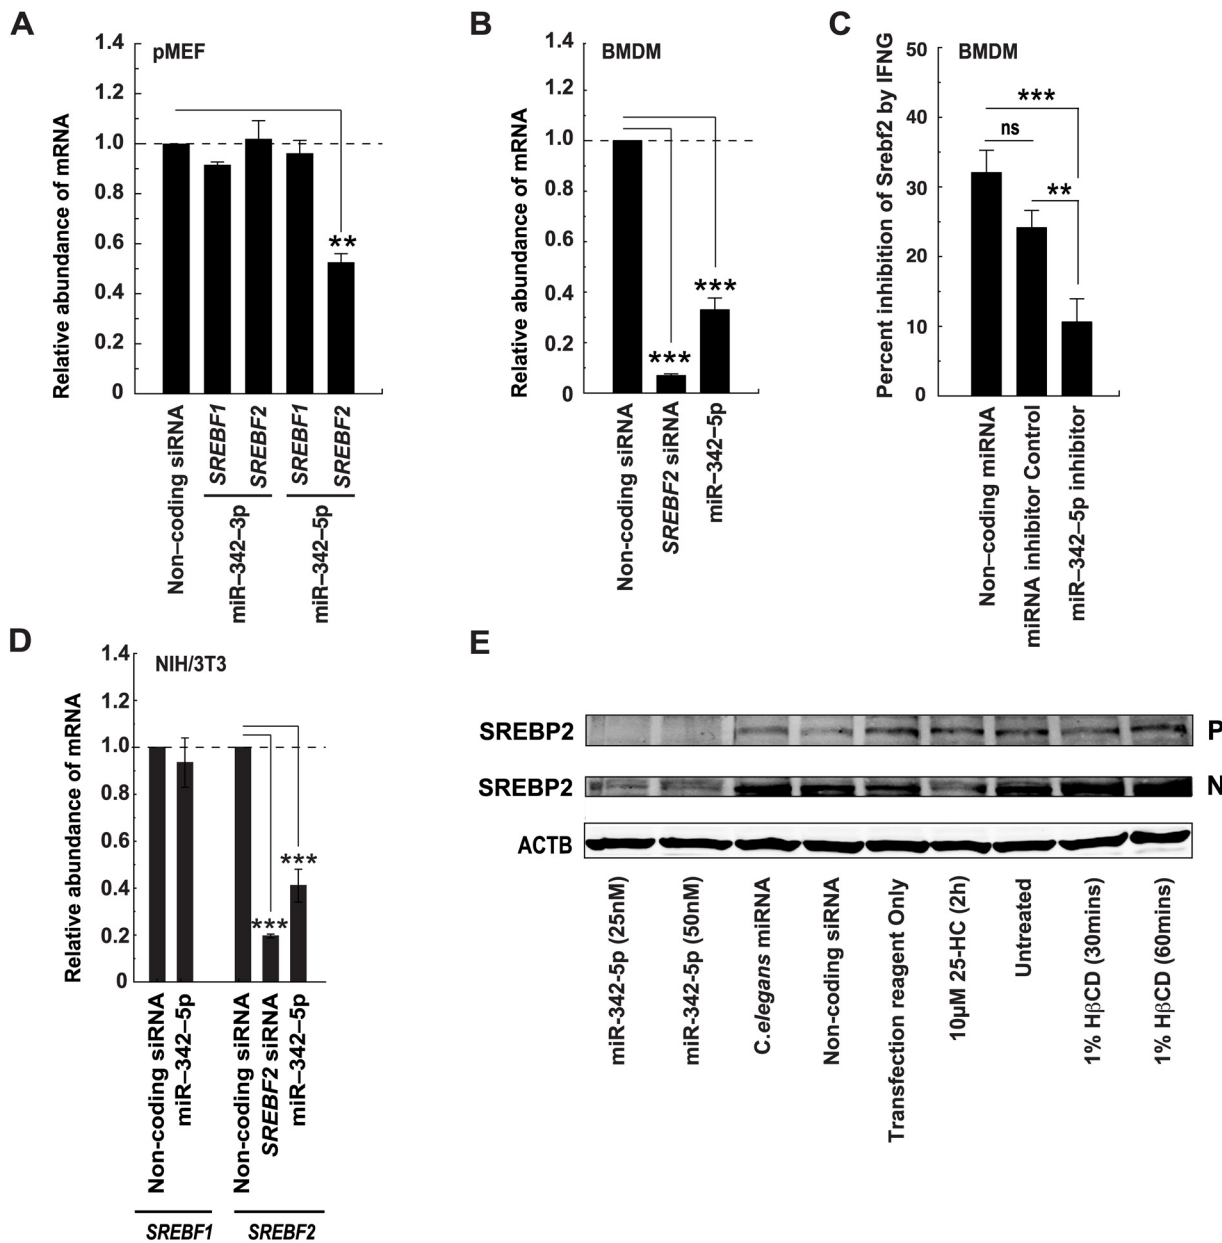 A
pMEF
Relative abundance of mRNA
1.4
1.2
1.0
0.8
0.6
0.4
0.2
0
**
Non–coding siRNA
SREBF1
SREBF2
SREBF1
SREBF2
miR–342–3p
miR–342–5p
B
BMDM
Relative abundance of mRNA
1.4
1.2
1.0
0.8
0.6
0.4
0.2
0
***
***
Non–coding siRNA
SREBF2 siRNA
miR–342–5p
C
BMDM
Percent inhibition of Srebf2 by IFNG
50
40
30
20
10
0
***
ns
**
Non–coding miRNA
miRNA inhibitor Control
miR–342–5p inhibitor
D
NIH/3T3
Relative abundance of mRNA
1.4
1.2
1.0
0.8
0.6
0.4
0.2
0
***
***
Non-coding siRNA
miR–342–5p
Non-coding siRNA
SREBF2 siRNA
miR–342–5p
SREBF1
SREBF2
E
SREBP2
P
SREBP2
N
ACTB
miR-342-5p (25nM)
miR-342-5p (50nM)
C.elegans miRNA
Non-coding siRNA
Transfection reagent Only
10µM 25-HC (2h)
Untreated
1% HβCD (30mins)
1% HβCD (60mins)